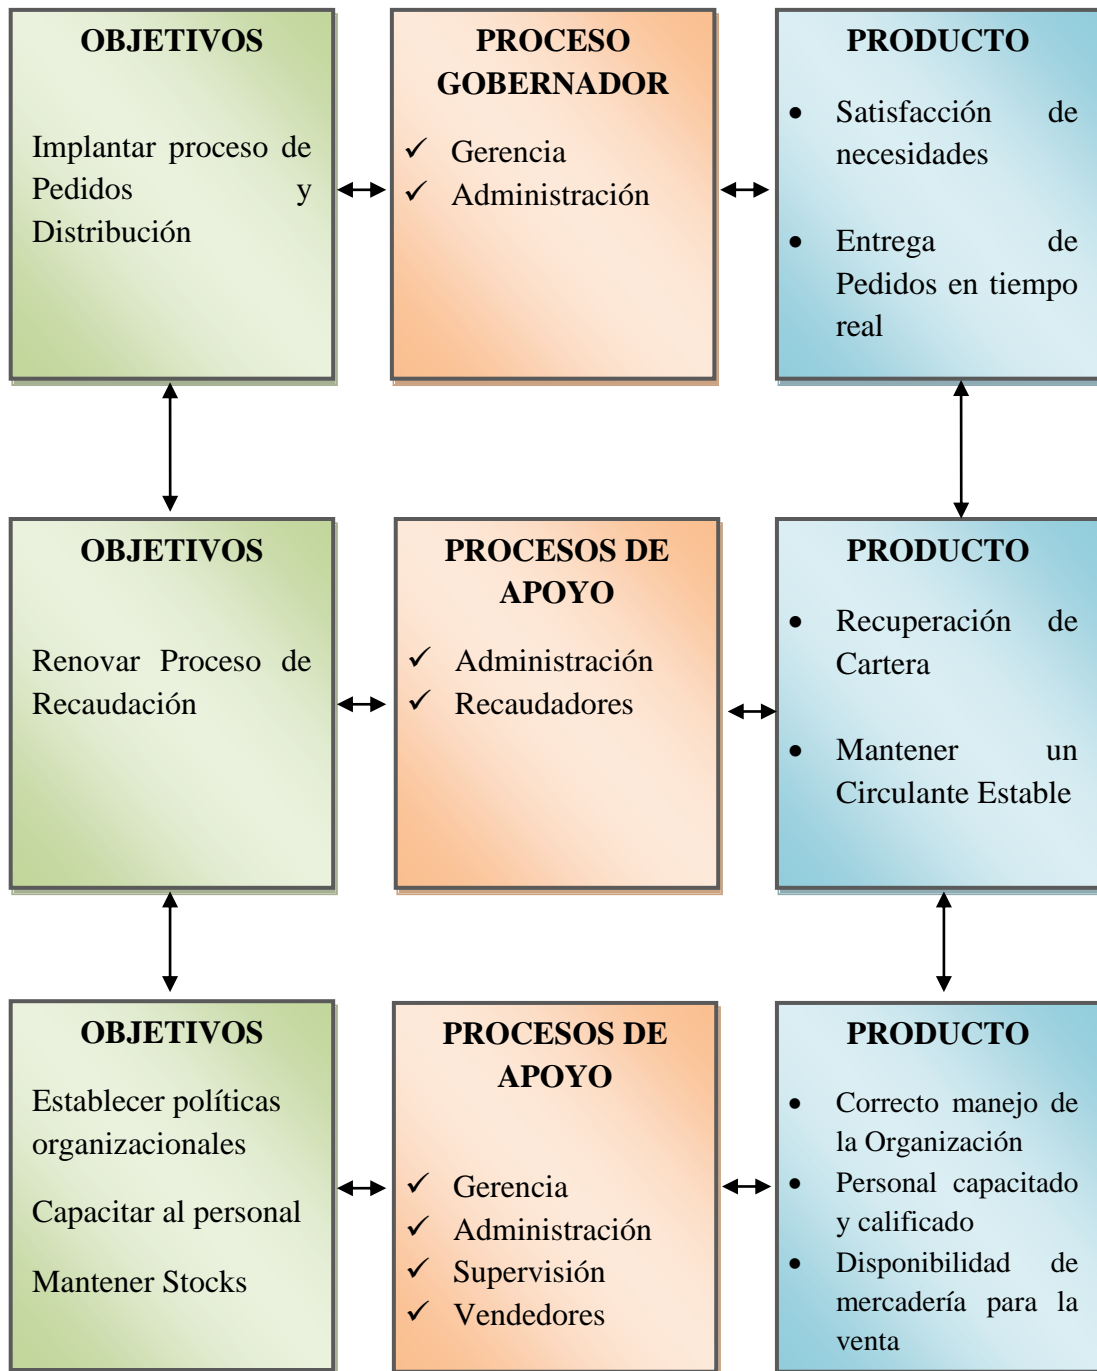 OBJETIVOS
Implantar proceso de
Pedidos y
Distribución
PROCESO
GOBERNADOR
✓ Gerencia
✓ Administración
PRODUCTO
• Satisfacción de
necesidades
• Entrega de
Pedidos en tiempo
real
OBJETIVOS
Renovar Proceso de
Recaudación
PROCESOS DE
APOYO
✓ Administración
✓ Recaudadores
PRODUCTO
• Recuperación de
Cartera
• Mantener un
Circulante Estable
OBJETIVOS
Establecer políticas
organizacionales
Capacitar al personal
Mantener Stocks
PROCESOS DE
APOYO
✓ Gerencia
✓ Administración
✓ Supervisión
✓ Vendedores
PRODUCTO
• Correcto manejo de
la Organización
• Personal capacitado
y calificado
• Disponibilidad de
mercadería para la
venta